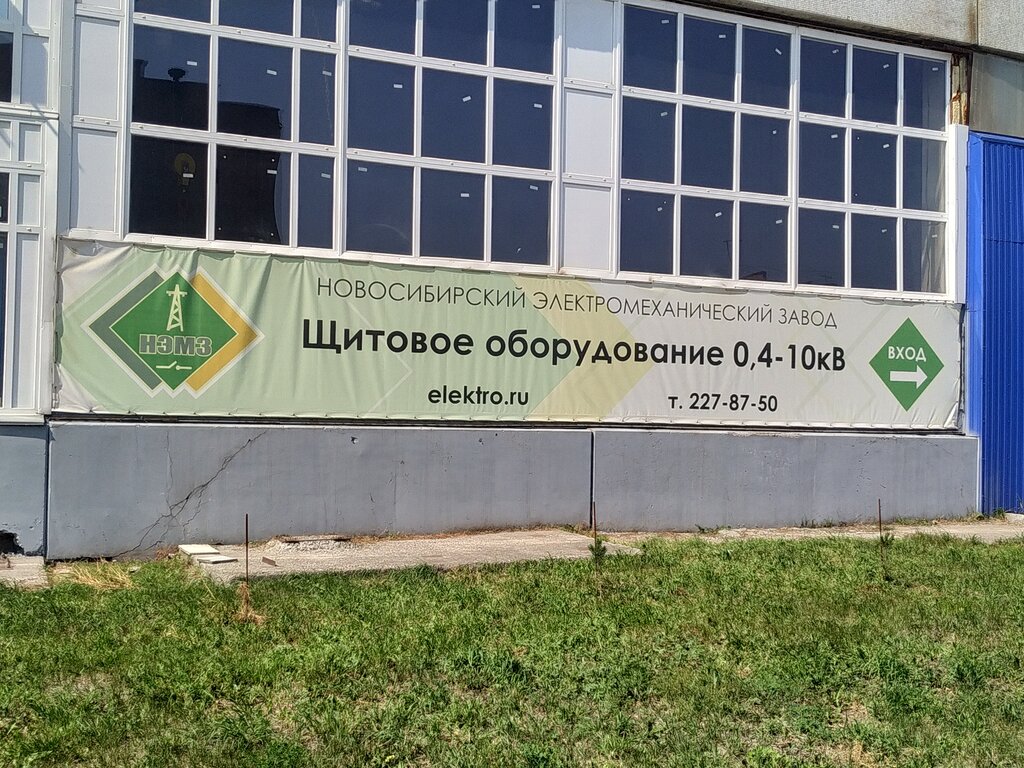 НОВОСИБИРСКИЙ ЭЛЕКТРОМЕХАНИЧЕСКИЙ ЗАВОД
НЭМЗ
Щитовое оборудование 0,4-10кВ
ВХОД
elektro.ru
т. 227-87-50